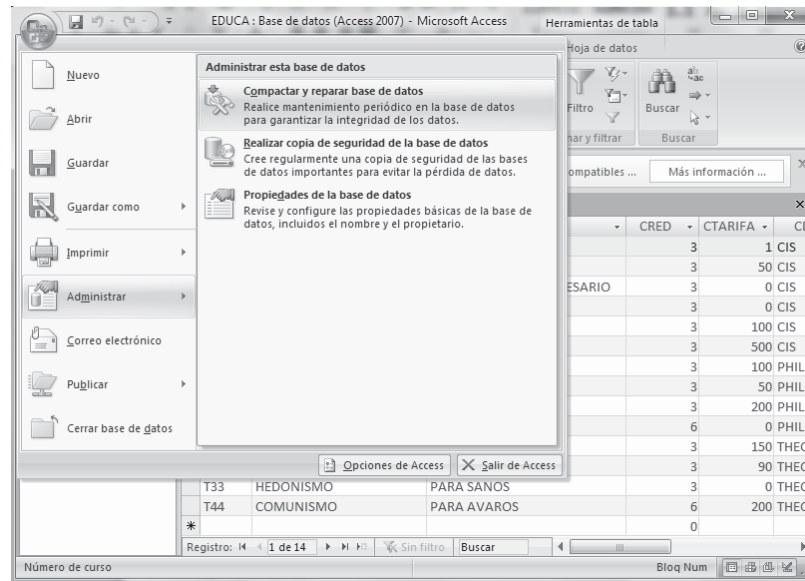 EDUCA : Base de datos (Access 2007) - Microsoft Access
Herramientas de tabla
Hoja de datos
Nuevo
Abrir
Guardar
Guardar como
Imprimir
Administrar
Correo electrónico
Publicar
Cerrar base de datos
Administrar esta base de datos
Compactar y reparar base de datos
Realice mantenimiento periódico en la base de datos
para garantizar la integridad de los datos.
Realizar copia de seguridad de la base de datos
Cree regularmente una copia de seguridad de las bases
de datos importantes para evitar la pérdida de datos.
Propiedades de la base de datos
Revise y configure las propiedades básicas de la base de
datos, incluidos el nombre y el propietario.
Opciones de Access
Salir de Access
Filtro
Buscar
nar y filtrar
Buscar
ompatibles ...
Más información ...
CRED CTARIFA
3 1 CIS
3 50 CIS
ESARIO 3 0 CIS
3 0 CIS
3 100 CIS
3 500 CIS
3 100 PHIL
3 50 PHIL
3 200 PHIL
6 0 PHIL
3 150 THEO
3 90 THEO
T33 HEDONISMO PARA SANOS 3 0 THEO
T44 COMUNISMO PARA AVAROS 6 200 THEO
* 0
Registro: 1 de 14 Sin filtro Buscar
Número de curso
Bloq Num